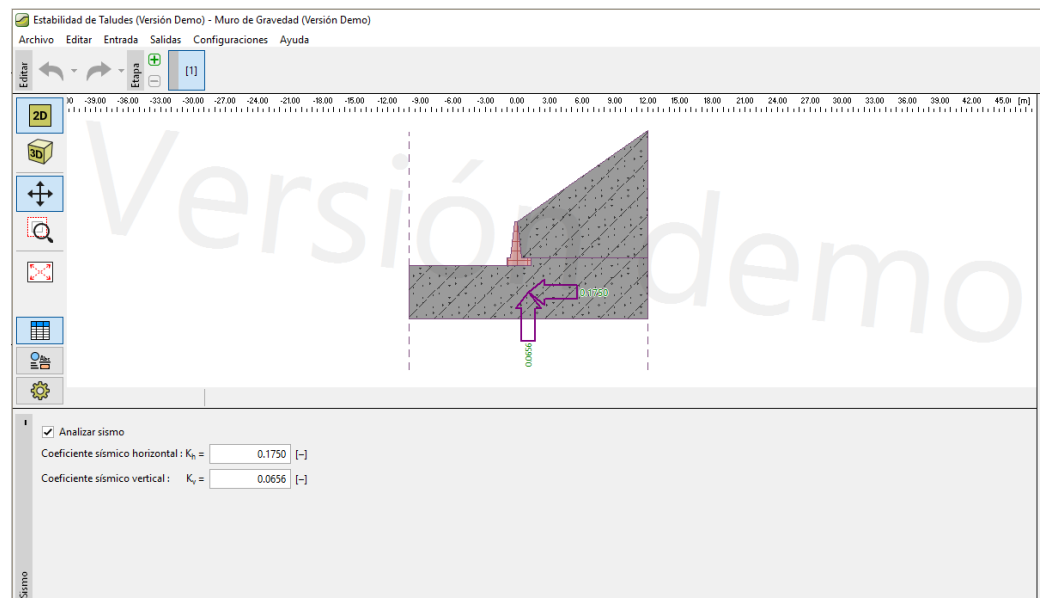 Estabilidad de Taludes (Versión Demo) - Muro de Gravedad (Versión Demo)
Archivo Editar Entrada Salidas Configuraciones Ayuda
Editar
Etapa
[1]
-39.00 -36.00 -33.00 -30.00 -27.00 -24.00 -21.00 -18.00 -15.00 -12.00 -9.00 -6.00 -3.00 0.00 3.00 6.00 9.00 12.00 15.00 18.00 21.00 24.00 27.00 30.00 33.00 36.00 39.00 42.00 45.0 [m]
2D
3D
Versión demo
0.1750
0.0656
Abc
Analizar sismo
Coeficiente sísmico horizontal : Kh = 0.1750 [–]
Coeficiente sísmico vertical : Kv = 0.0656 [–]
Sismo